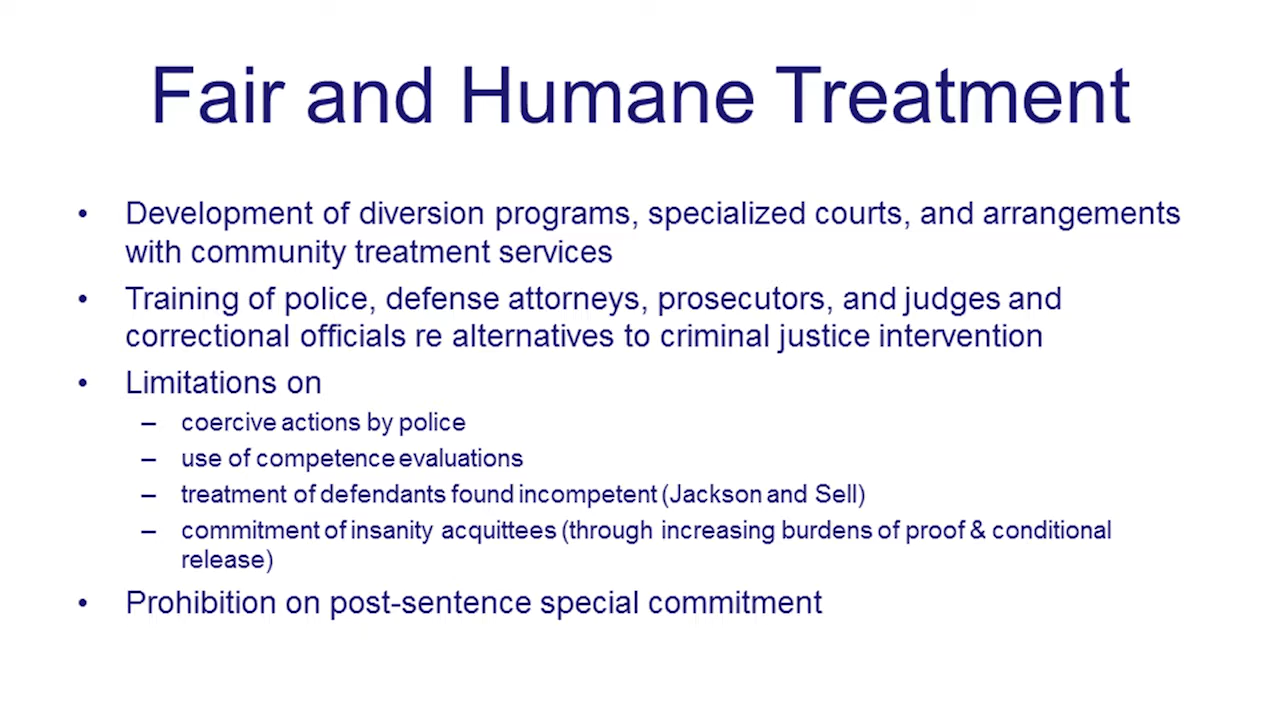 Fair and Humane Treatment
• Development of diversion programs, specialized courts, and arrangements
with community treatment services
• Training of police, defense attorneys, prosecutors, and judges and
correctional officials re alternatives to criminal justice intervention
• Limitations on
– coercive actions by police
– use of competence evaluations
– treatment of defendants found incompetent (Jackson and Sell)
– commitment of insanity acquittees (through increasing burdens of proof & conditional
release)
• Prohibition on post-sentence special commitment